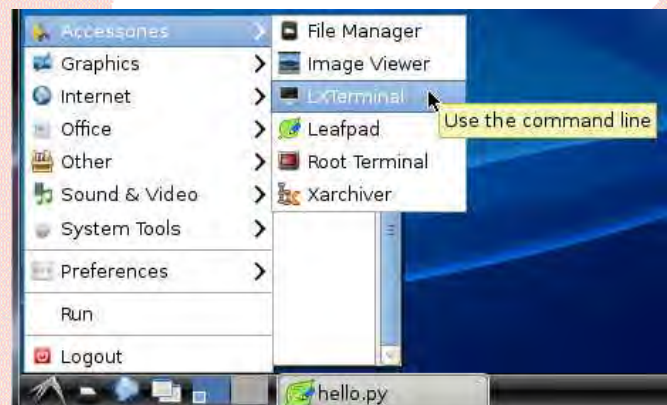 Accessories
Graphics
Internet
Office
Other
Sound & Video
System Tools
Preferences
Run
Logout
File Manager
Image Viewer
LXTerminal
Leafpad
Root Terminal
Xarchiver
Use the command line
hello.py